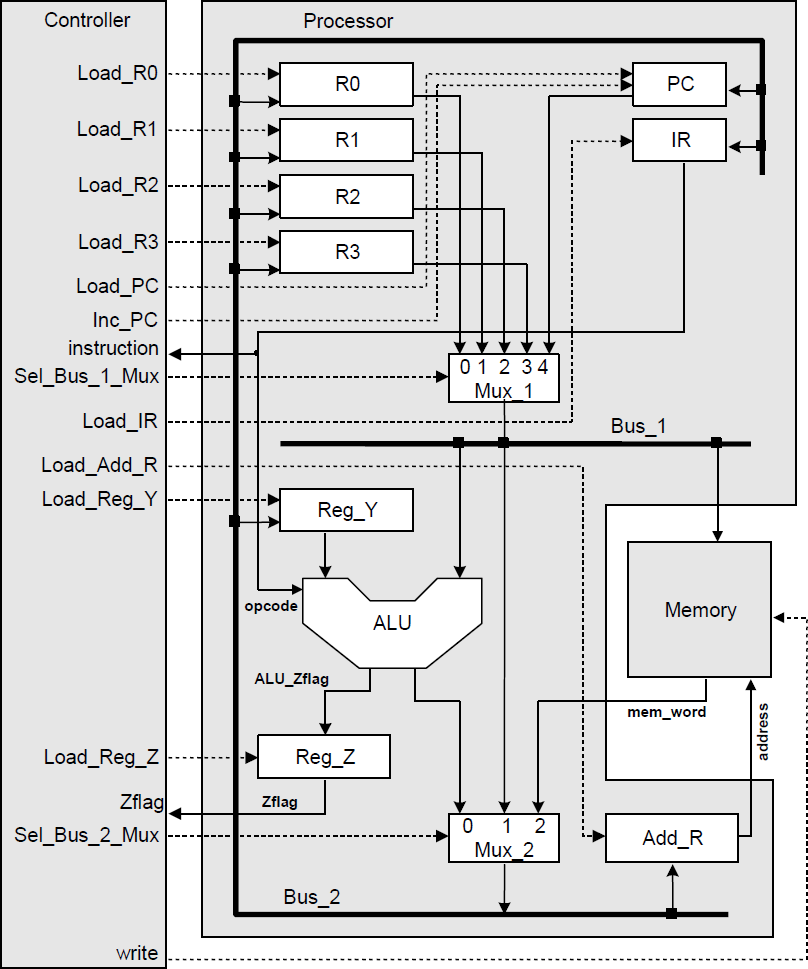 Controller
Processor
Load_R0
R0
PC
Load_R1
R1
IR
Load_R2
R2
Load_R3
R3
Load_PC
Inc_PC
instruction
Sel_Bus_1_Mux
0 1 2 3 4
Mux_1
Load_IR
Bus_1
Load_Add_R
Load_Reg_Y
Reg_Y
opcode
ALU
Memory
ALU_Zflag
mem_word
address
Load_Reg_Z
Reg_Z
Zflag
Zflag
Sel_Bus_2_Mux
0 1 2
Mux_2
Add_R
Bus_2
write